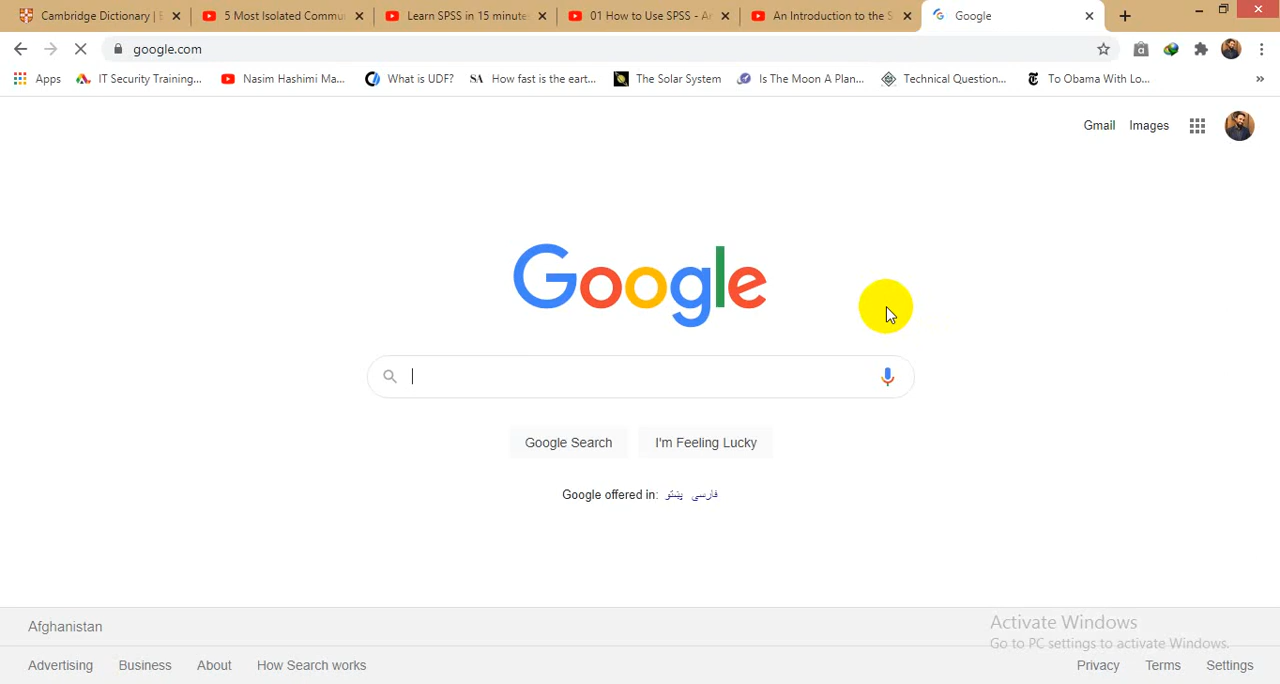 Cambridge Dictionary | E
5 Most Isolated Commu
Learn SPSS in 15 minute
01 How to Use SPSS - A
An Introduction to the S
Google
google.com
Apps
IT Security Training...
Nasim Hashimi Ma...
What is UDF?
SA How fast is the eart...
The Solar System
Is The Moon A Plan...
Technical Question...
To Obama With Lo...
»
Gmail Images
Google
Google Search I'm Feeling Lucky
Google offered in: پښتو فارسی
Afghanistan
Activate Windows
Go to PC settings to activate Windows.
Advertising Business About How Search works Privacy Terms Settings